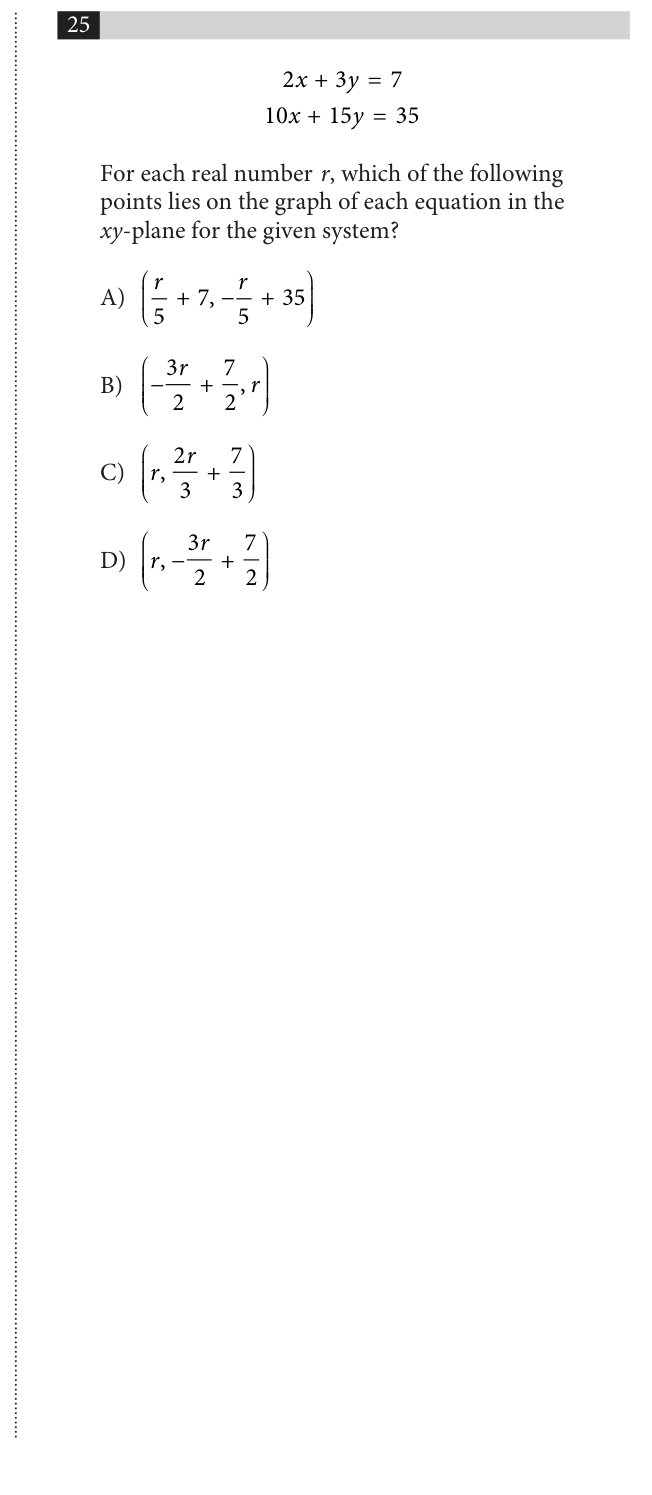 25
2x + 3y = 7
10x + 15y = 35
For each real number r, which of the following
points lies on the graph of each equation in the
xy-plane for the given system?
A) (r/5 + 7, −r/5 + 35)
B) (−3r/2 + 7/2, r)
C) (r, 2r/3 + 7/3)
D) (r, −3r/2 + 7/2)